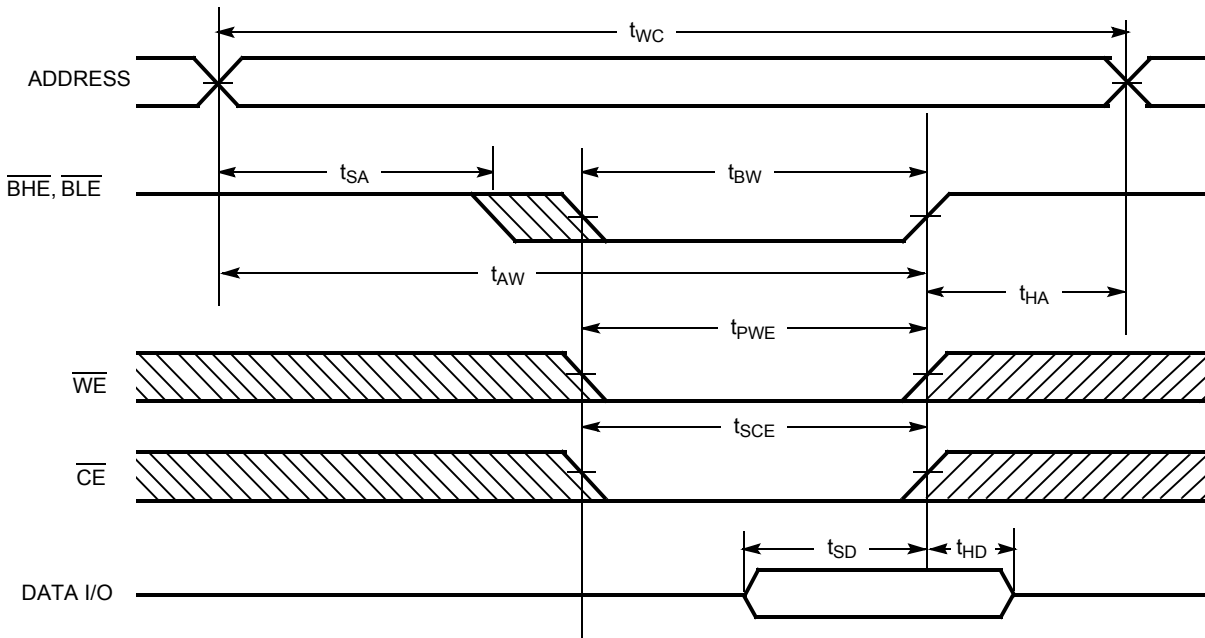 tWC
ADDRESS
tSA
tBW
BHE, BLE
tAW
tHA
tPWE
WE
tSCE
CE
tSD
tHD
DATA I/O